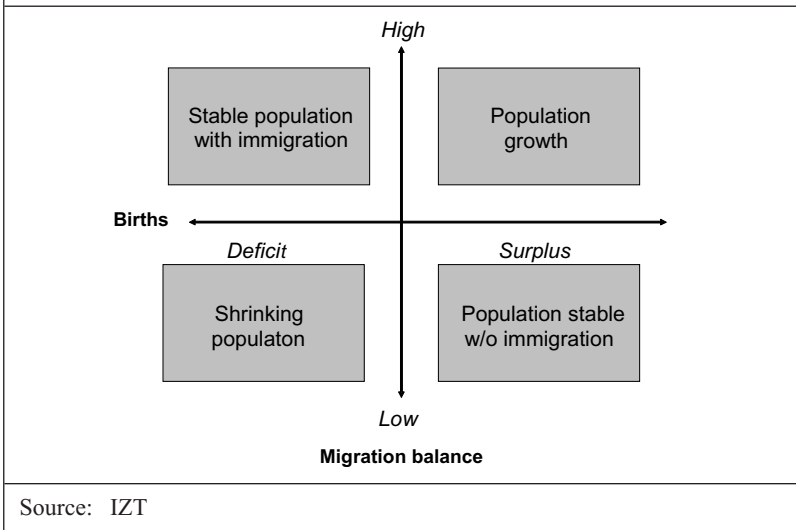 High
Stable population
with immigration
Population
growth
Births
Deficit
Surplus
Shrinking
populaton
Population stable
w/o immigration
Low
Migration balance
Source: IZT